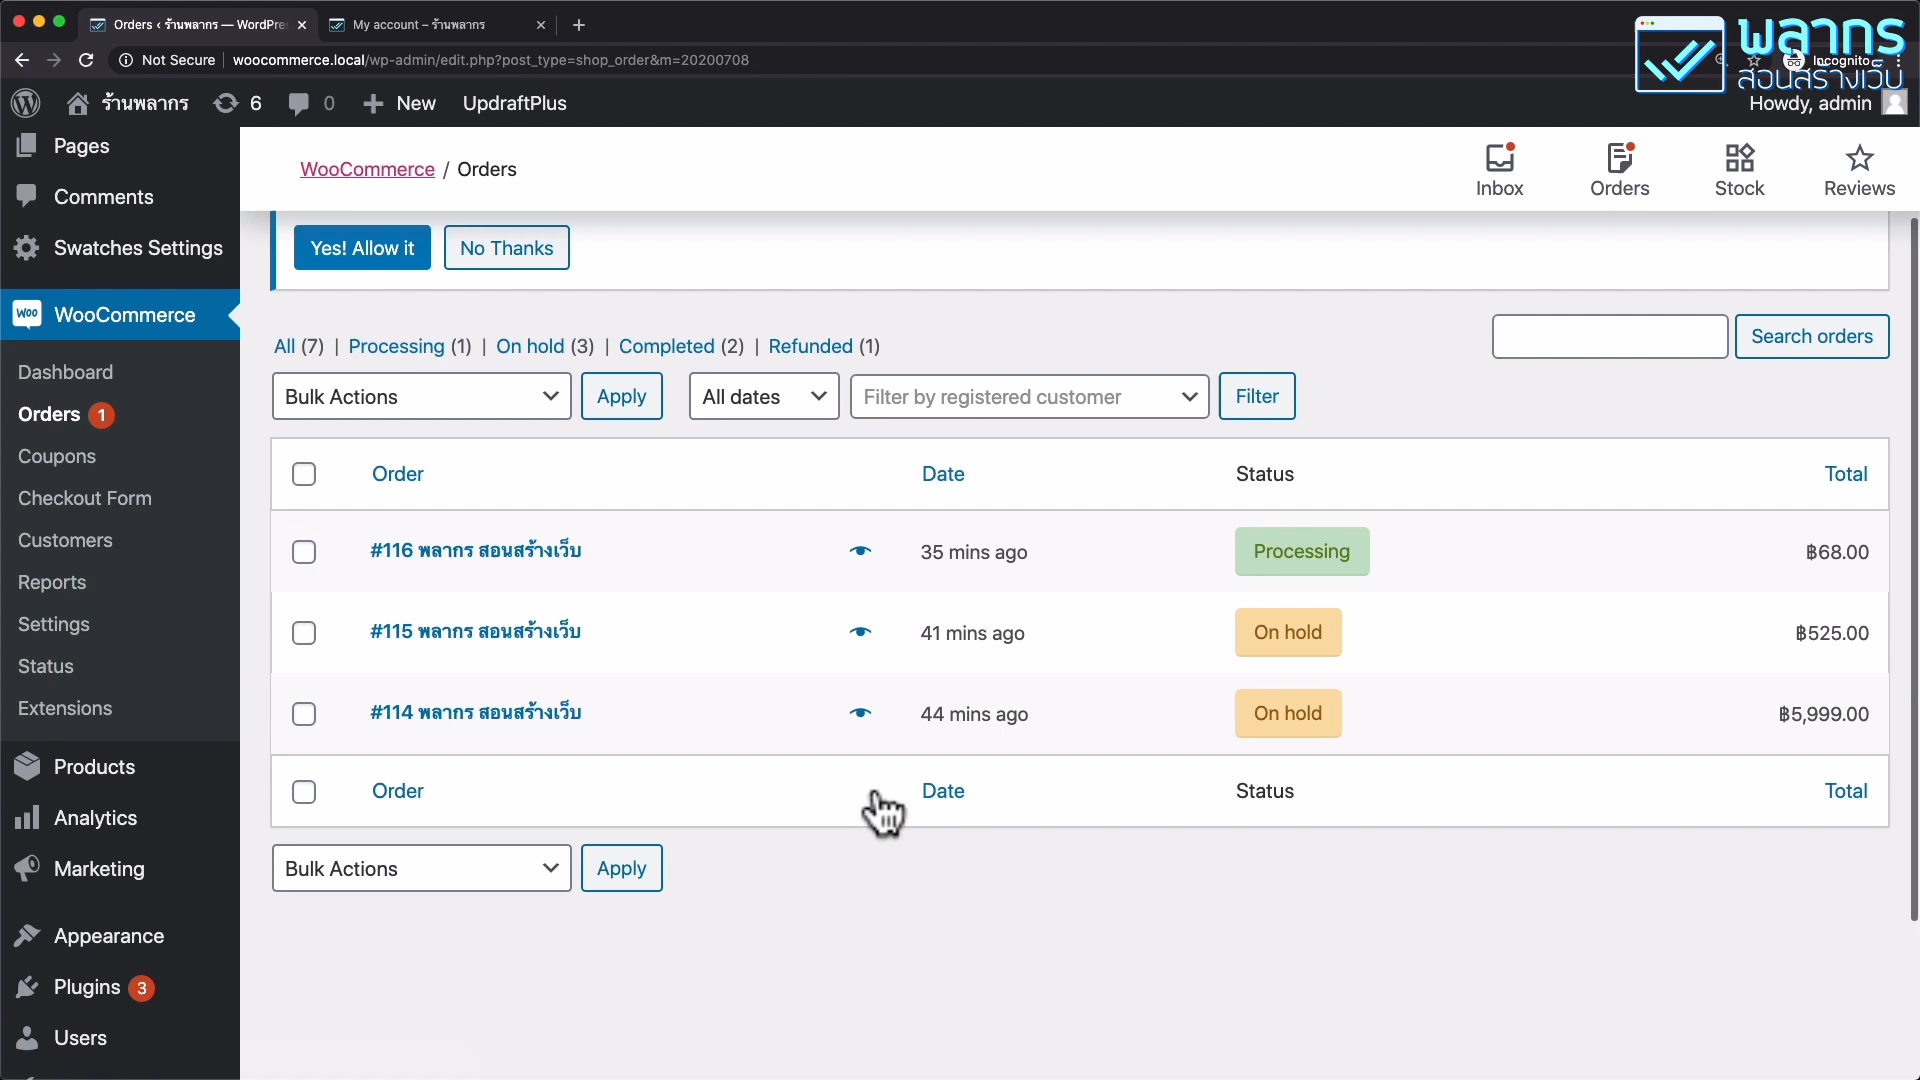 Orders ‹ ร้านพลากร — WordPre
My account – ร้านพลากร
Not Secure
woocommerce.local/wp-admin/edit.php?post_type=shop_order&m=20200708
Incognito
พลากร
สอนสร้างเว็บ
ร้านพลากร
6
0
New
UpdraftPlus
Howdy, admin
Pages
Comments
Swatches Settings
Woo
WooCommerce
Dashboard
Orders 1
Coupons
Checkout Form
Customers
Reports
Settings
Status
Extensions
Products
Analytics
Marketing
Appearance
Plugins 3
Users
WooCommerce / Orders
Inbox
Orders
Stock
Reviews
Yes! Allow it
No Thanks
All (7) | Processing (1) | On hold (3) | Completed (2) | Refunded (1)
Search orders
Bulk Actions
Apply
All dates
Filter by registered customer
Filter
Order Date Status Total
#116 พลากร สอนสร้างเว็บ 35 mins ago Processing ฿68.00
#115 พลากร สอนสร้างเว็บ 41 mins ago On hold ฿525.00
#114 พลากร สอนสร้างเว็บ 44 mins ago On hold ฿5,999.00
Order Date Status Total
Bulk Actions
Apply